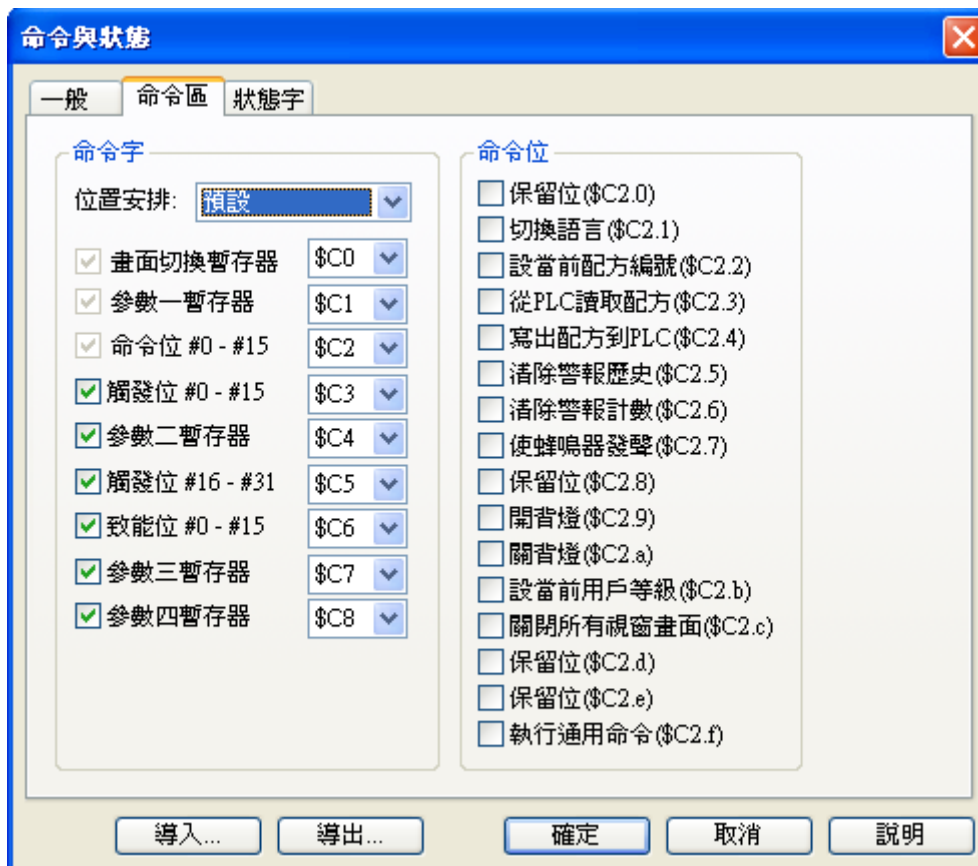 命令與狀態
一般 命令區 狀態字
命令字
位置安排: 預設
畫面切換暫存器 $C0
參數一暫存器 $C1
命令位 #0 - #15 $C2
觸發位 #0 - #15 $C3
參數二暫存器 $C4
觸發位 #16 - #31 $C5
致能位 #0 - #15 $C6
參數三暫存器 $C7
參數四暫存器 $C8
命令位
保留位($C2.0)
切換語言($C2.1)
設當前配方編號($C2.2)
從PLC讀取配方($C2.3)
寫出配方到PLC($C2.4)
清除警報歷史($C2.5)
清除警報計數($C2.6)
使蜂鳴器發聲($C2.7)
保留位($C2.8)
開背燈($C2.9)
關背燈($C2.a)
設當前用戶等級($C2.b)
關閉所有視窗畫面($C2.c)
保留位($C2.d)
保留位($C2.e)
執行通用命令($C2.f)
導入... 導出... 確定 取消 說明